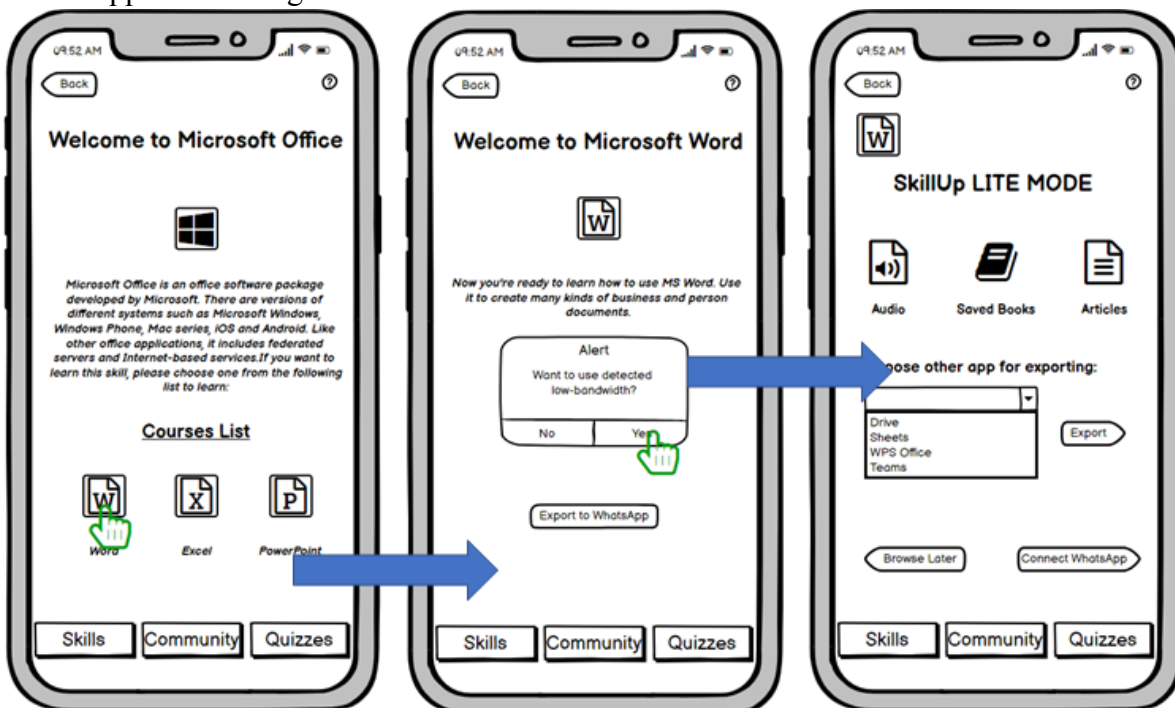 09:52 AM
Back
?
Welcome to Microsoft Office
Microsoft Office is an office software package
developed by Microsoft. There are versions of
different systems such as Microsoft Windows,
Windows Phone, Mac series, iOS and Android. Like
other office applications, it includes federated
servers and Internet-based services.If you want to
learn this skill, please choose one from the following
list to learn:
Courses List
W X P
Word Excel PowerPoint
Skills Community Quizzes
09:52 AM
Back
?
Welcome to Microsoft Word
W
Now you're ready to learn how to use MS Word. Use
it to create many kinds of business and person
documents.
Alert
Want to use detected
low-bandwidth?
No Yes
Export to WhatsApp
Skills Community Quizzes
09:52 AM
Back
?
W
SkillUp LITE MODE
Audio Saved Books Articles
other app for exporting:
Drive
Sheets
WPS Office
Teams
Export
Browse Later Connect WhatsApp
Skills Community Quizzes